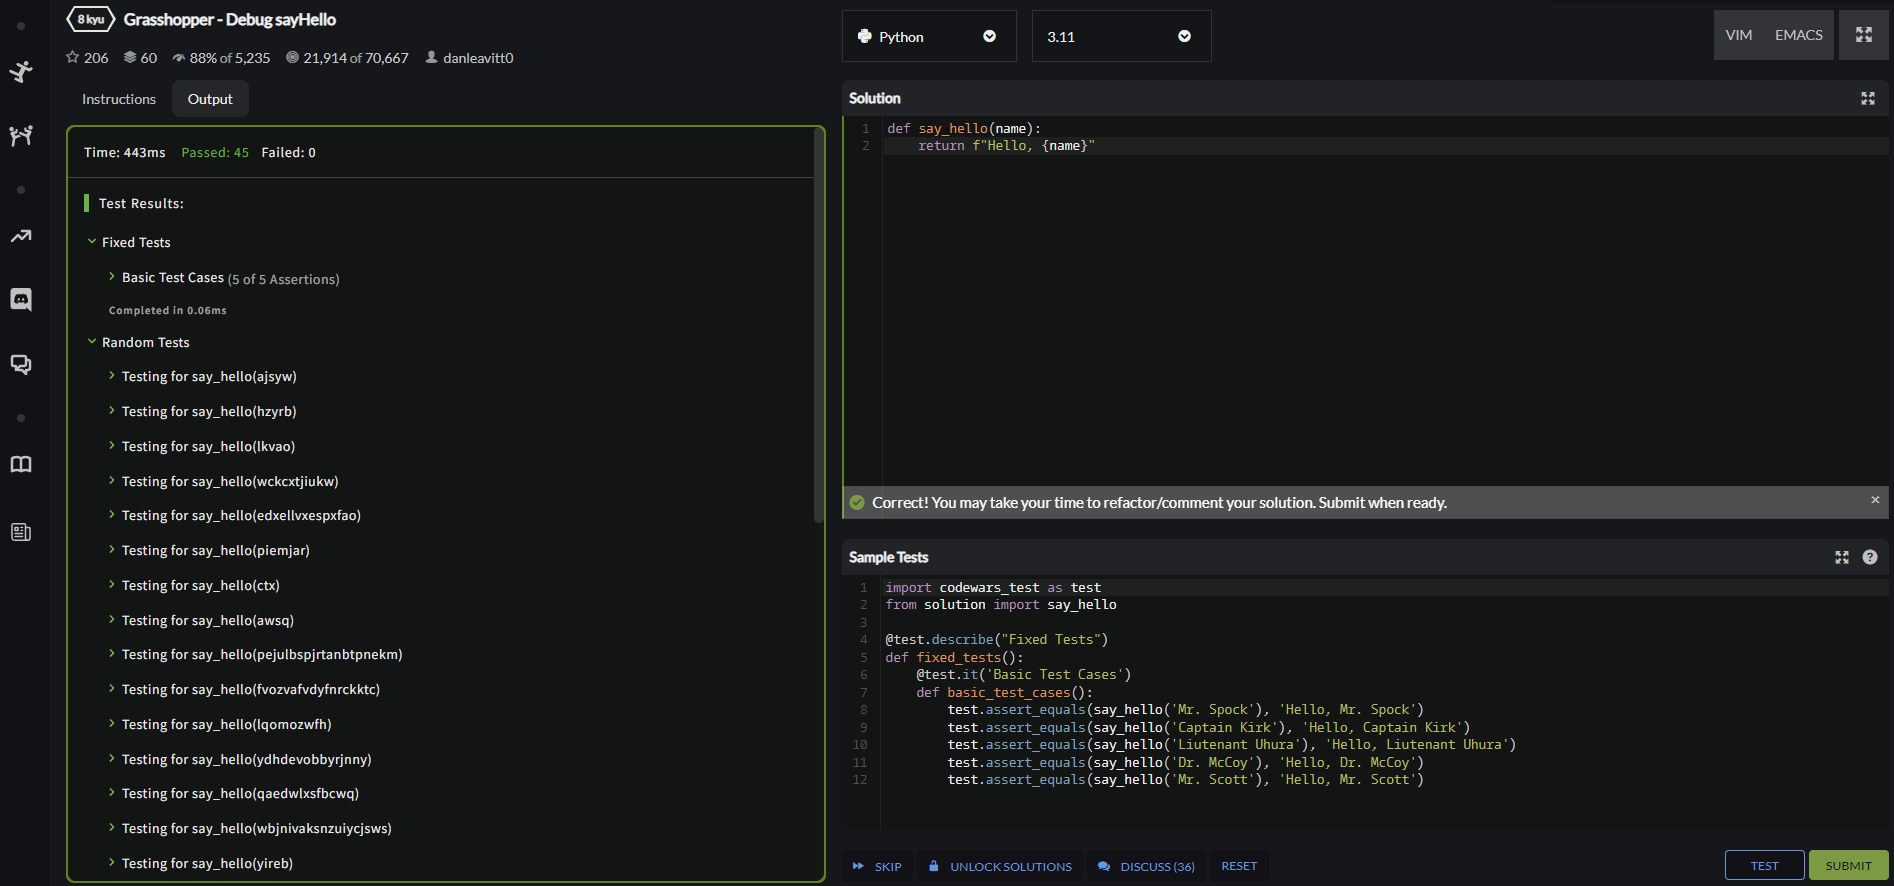 8 kyu Grasshopper - Debug sayHello
206 60 88% of 5,235 21,914 of 70,667 danleavitt0
Instructions Output
Time: 443ms Passed: 45 Failed: 0
Test Results:
Fixed Tests
Basic Test Cases (5 of 5 Assertions)
Completed in 0.06ms
Random Tests
Testing for say_hello(ajsyw)
Testing for say_hello(hzyrb)
Testing for say_hello(lkvao)
Testing for say_hello(wckcxtjiukw)
Testing for say_hello(edxellvxespxfao)
Testing for say_hello(piemjar)
Testing for say_hello(ctx)
Testing for say_hello(awsq)
Testing for say_hello(pejulbspjrtanbtpnekm)
Testing for say_hello(fvozvafvdyfnrckktc)
Testing for say_hello(lqomozwfh)
Testing for say_hello(ydhdevobbyrjnny)
Testing for say_hello(qaedwlxsfbcwq)
Testing for say_hello(wbjnivaksnzuiycjsws)
Testing for say_hello(yireb)
Python 3.11 VIM EMACS
Solution
1 def say_hello(name):
2     return f"Hello, {name}"
Correct! You may take your time to refactor/comment your solution. Submit when ready. ×
Sample Tests ?
1 import codewars_test as test
2 from solution import say_hello
3
4 @test.describe("Fixed Tests")
5 def fixed_tests():
6     @test.it('Basic Test Cases')
7     def basic_test_cases():
8         test.assert_equals(say_hello('Mr. Spock'), 'Hello, Mr. Spock')
9         test.assert_equals(say_hello('Captain Kirk'), 'Hello, Captain Kirk')
10         test.assert_equals(say_hello('Liutenant Uhura'), 'Hello, Liutenant Uhura')
11         test.assert_equals(say_hello('Dr. McCoy'), 'Hello, Dr. McCoy')
12         test.assert_equals(say_hello('Mr. Scott'), 'Hello, Mr. Scott')
SKIP UNLOCK SOLUTIONS DISCUSS (36) RESET TEST SUBMIT